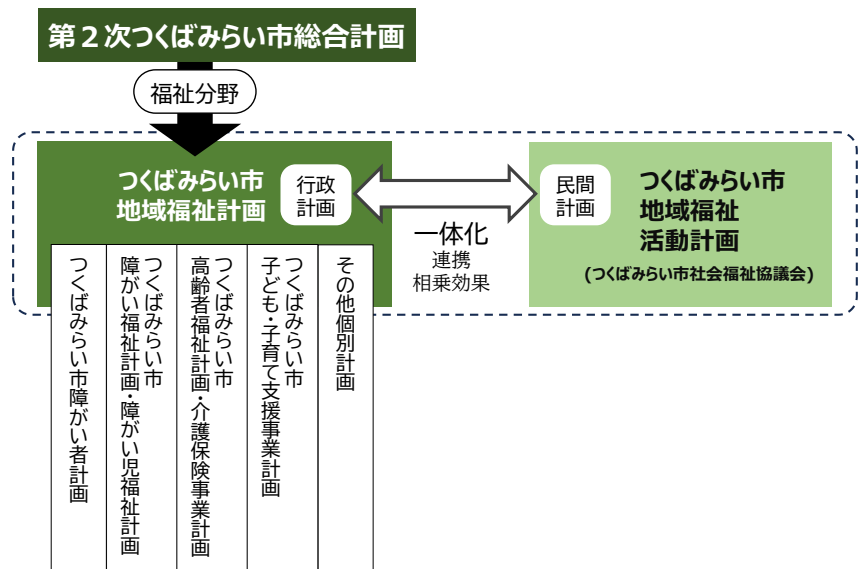 第２次つくばみらい市総合計画
福祉分野
つくばみらい市
地域福祉計画
行政
計画
一体化
連携
相乗効果
民間
計画
つくばみらい市
地域福祉
活動計画
(つくばみらい市社会福祉協議会)
つくばみらい市障がい者計画
つくばみらい市
障がい福祉計画・障がい児福祉計画
つくばみらい市
高齢者福祉計画・介護保険事業計画
つくばみらい市
子ども・子育て支援事業計画
その他個別計画